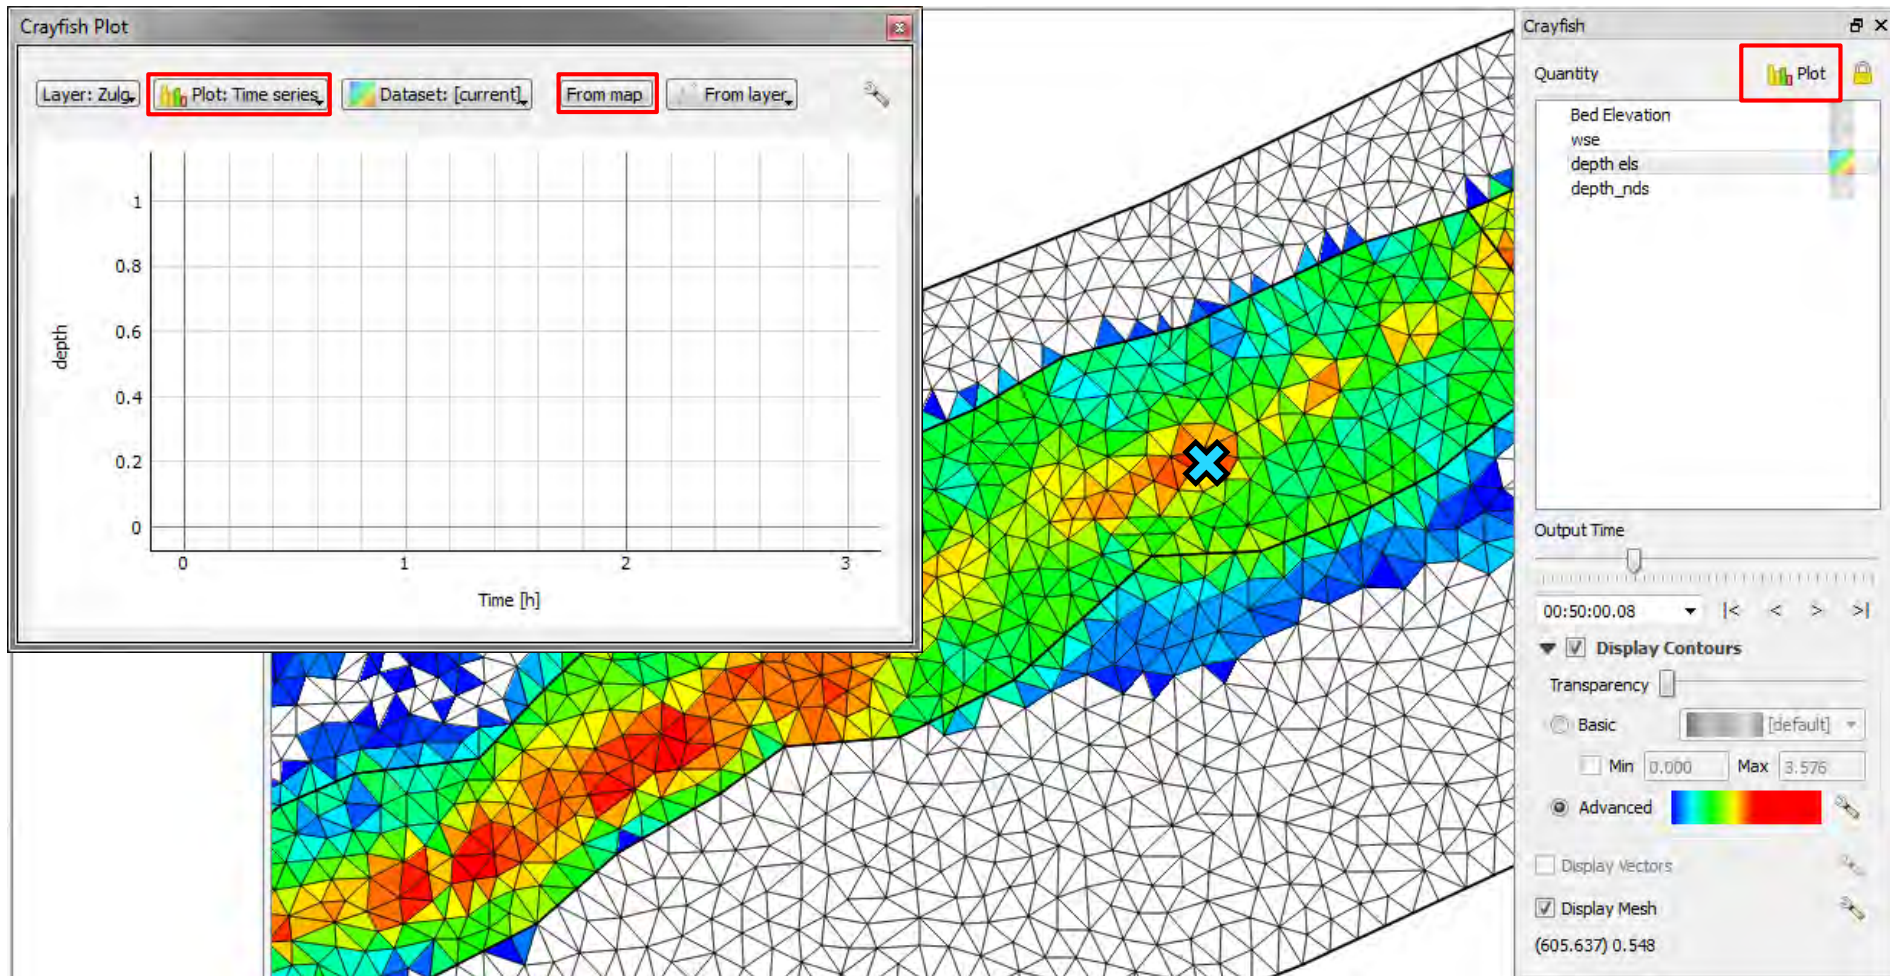 Crayfish Plot
Layer: Zulg
Plot: Time series
Dataset: [current]
From map
From layer
1
0.8
0.6
0.4
0.2
0
depth
0 1 2 3
Time [h]
Crayfish
Quantity
Plot
Bed Elevation
wse
depth els
depth_nds
Output Time
00:50:00.08
|< < > >|
Display Contours
Transparency
Basic
[default]
Min 0.000 Max 3.576
Advanced
Display Vectors
Display Mesh
(605.637) 0.548